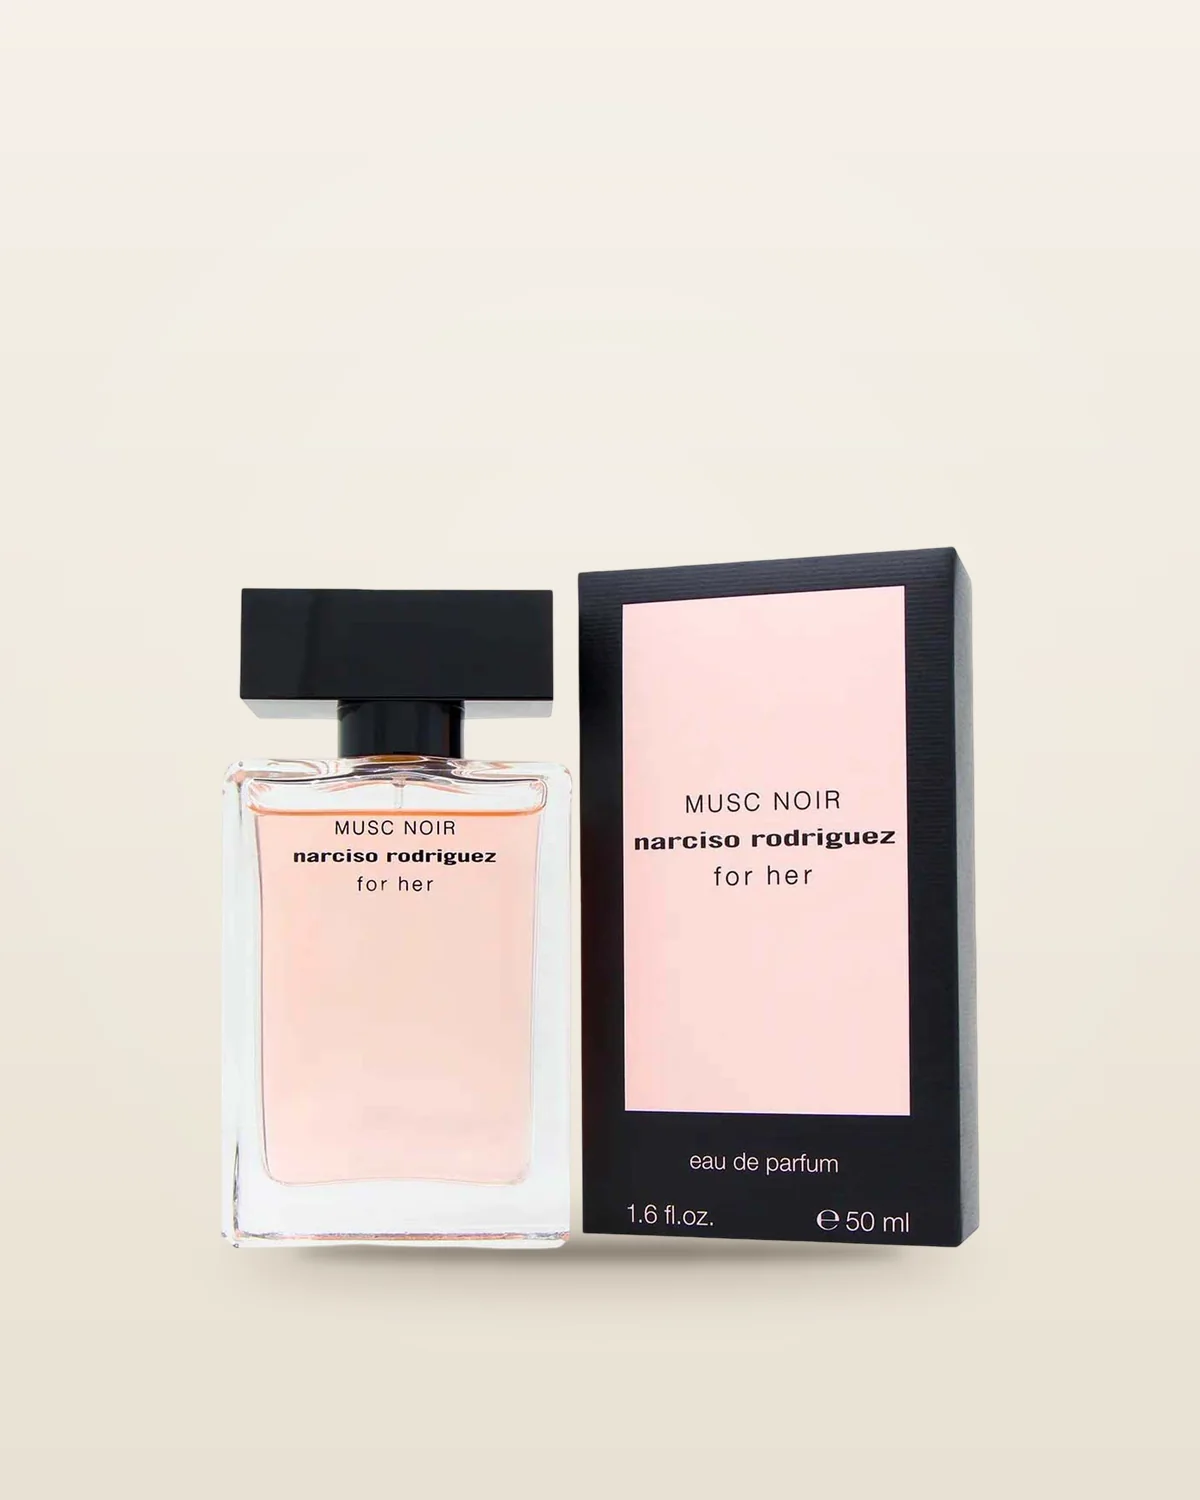 MUSC NOIR
narciso rodriguez
for her
MUSC NOIR
narciso rodriguez
for her
eau de parfum
1.6 fl.oz.
℮ 50 ml